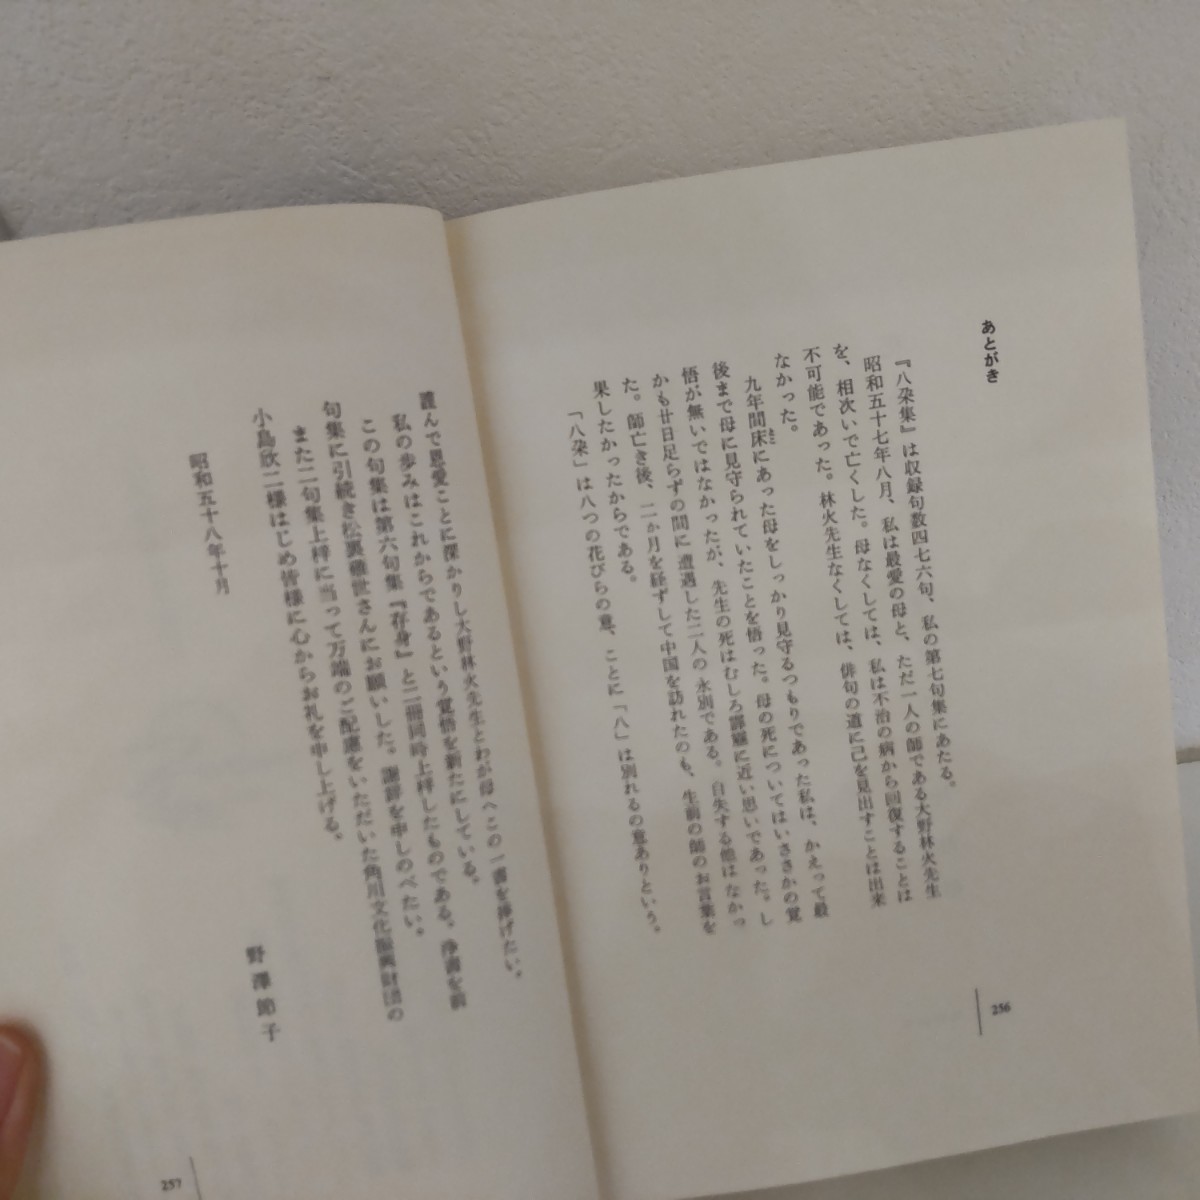 あとがき
『八朶集』は収録句数四七六句、私の第七句集にあたる。
昭和五十七年八月、私は最愛の母と、ただ一人の師である大野林火先生
を、相次いで亡くした。母なくしては、私は不治の病から回復することは
不可能であった。林火先生なくしては、俳句の道に己を見出すことは出来
なかった。
九年間床にあった母をしっかり見守るつもりであった私は、かえって最
後まで母に見守られていたことを悟った。母の死についてはいささかの覚
悟が無いではなかったが、先生の死はむしろ霹靂に近い思いであった。し
かも廿日足らずの間に遭遇した二人の永別である。自失する他はなかっ
た。師亡き後、二か月を経ずして中国を訪れたのも、生前の師のお言葉を
果したかったからである。
「八朶」は八つの花びらの意、ことに「八」は別れるの意ありという。
256
謹んで恩愛ことに深かりし大野林火先生とわが母へこの一書を捧げたい。
私の歩みはこれからであるという覚悟を新たにしている。
この句集は第六句集『存身』と二冊同時上梓したものである。浄書を前
句集に引続き松裏薙世さんにお願いした。謝辞を申しのべたい。
また二句集上梓に当って万端のご配慮をいただいた角川文化振興財団の
小島欣二様はじめ皆様に心からお礼を申し上げる。
昭和五十八年十月
野澤節子
257